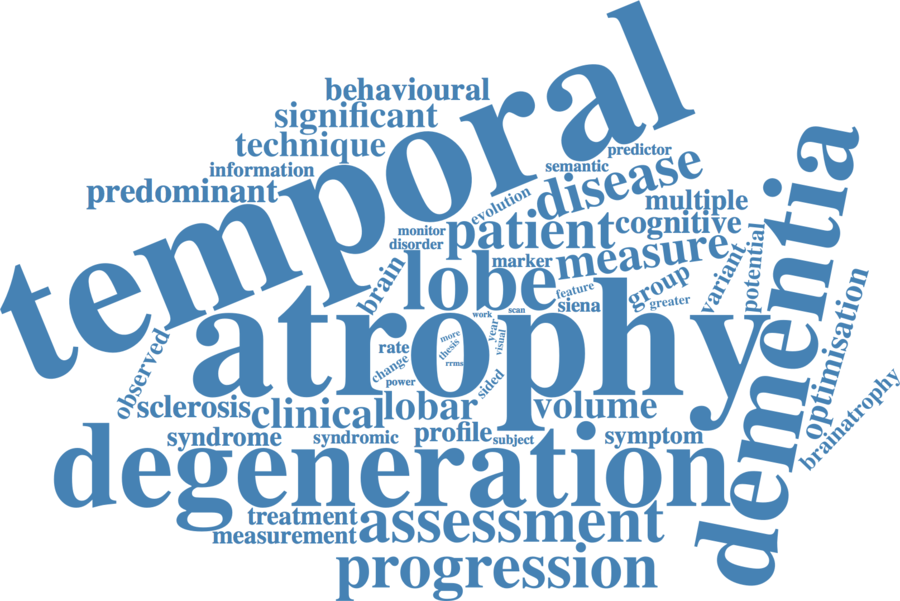 temporal
behavioural
significant
technique
information
predominant
predictor
semantic
disease
evolution
multiple
monitor
disorder
patient
cognitive
dementia
brain
lobe
marker
measure
variant
potential
feature
siena
group
greater
optimisation
work
scan
atrophy
observed
rate
change
more
thesis
rrms
year
visual
power
sided
brainatrophy
sclerosis
clinical
lobar
volume
syndrome
syndromic
profile
subject
symptom
degeneration
treatment
assessment
measurement
progression